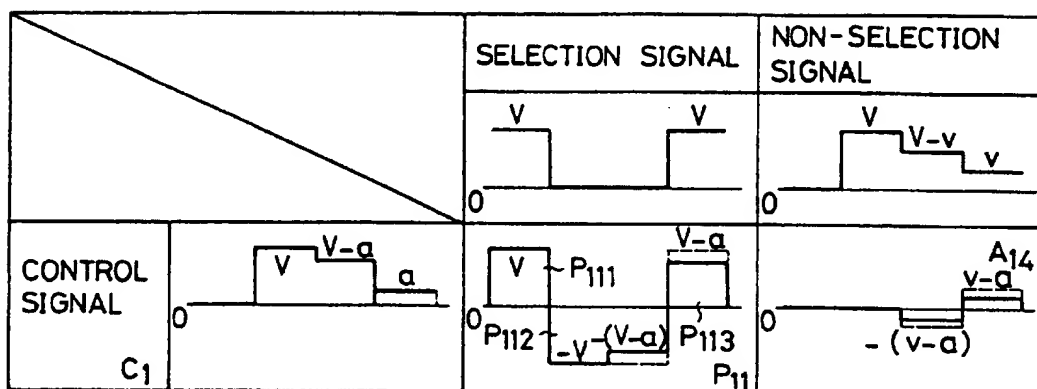 SELECTION SIGNAL
NON-SELECTION
SIGNAL
V
V
0
V
V-v
v
0
CONTROL
SIGNAL
C1
V
V-a
a
0
V
P111
V-a
0
P112
-V
-(V-a)
P113
P11
A14
v-a
0
-(v-a)